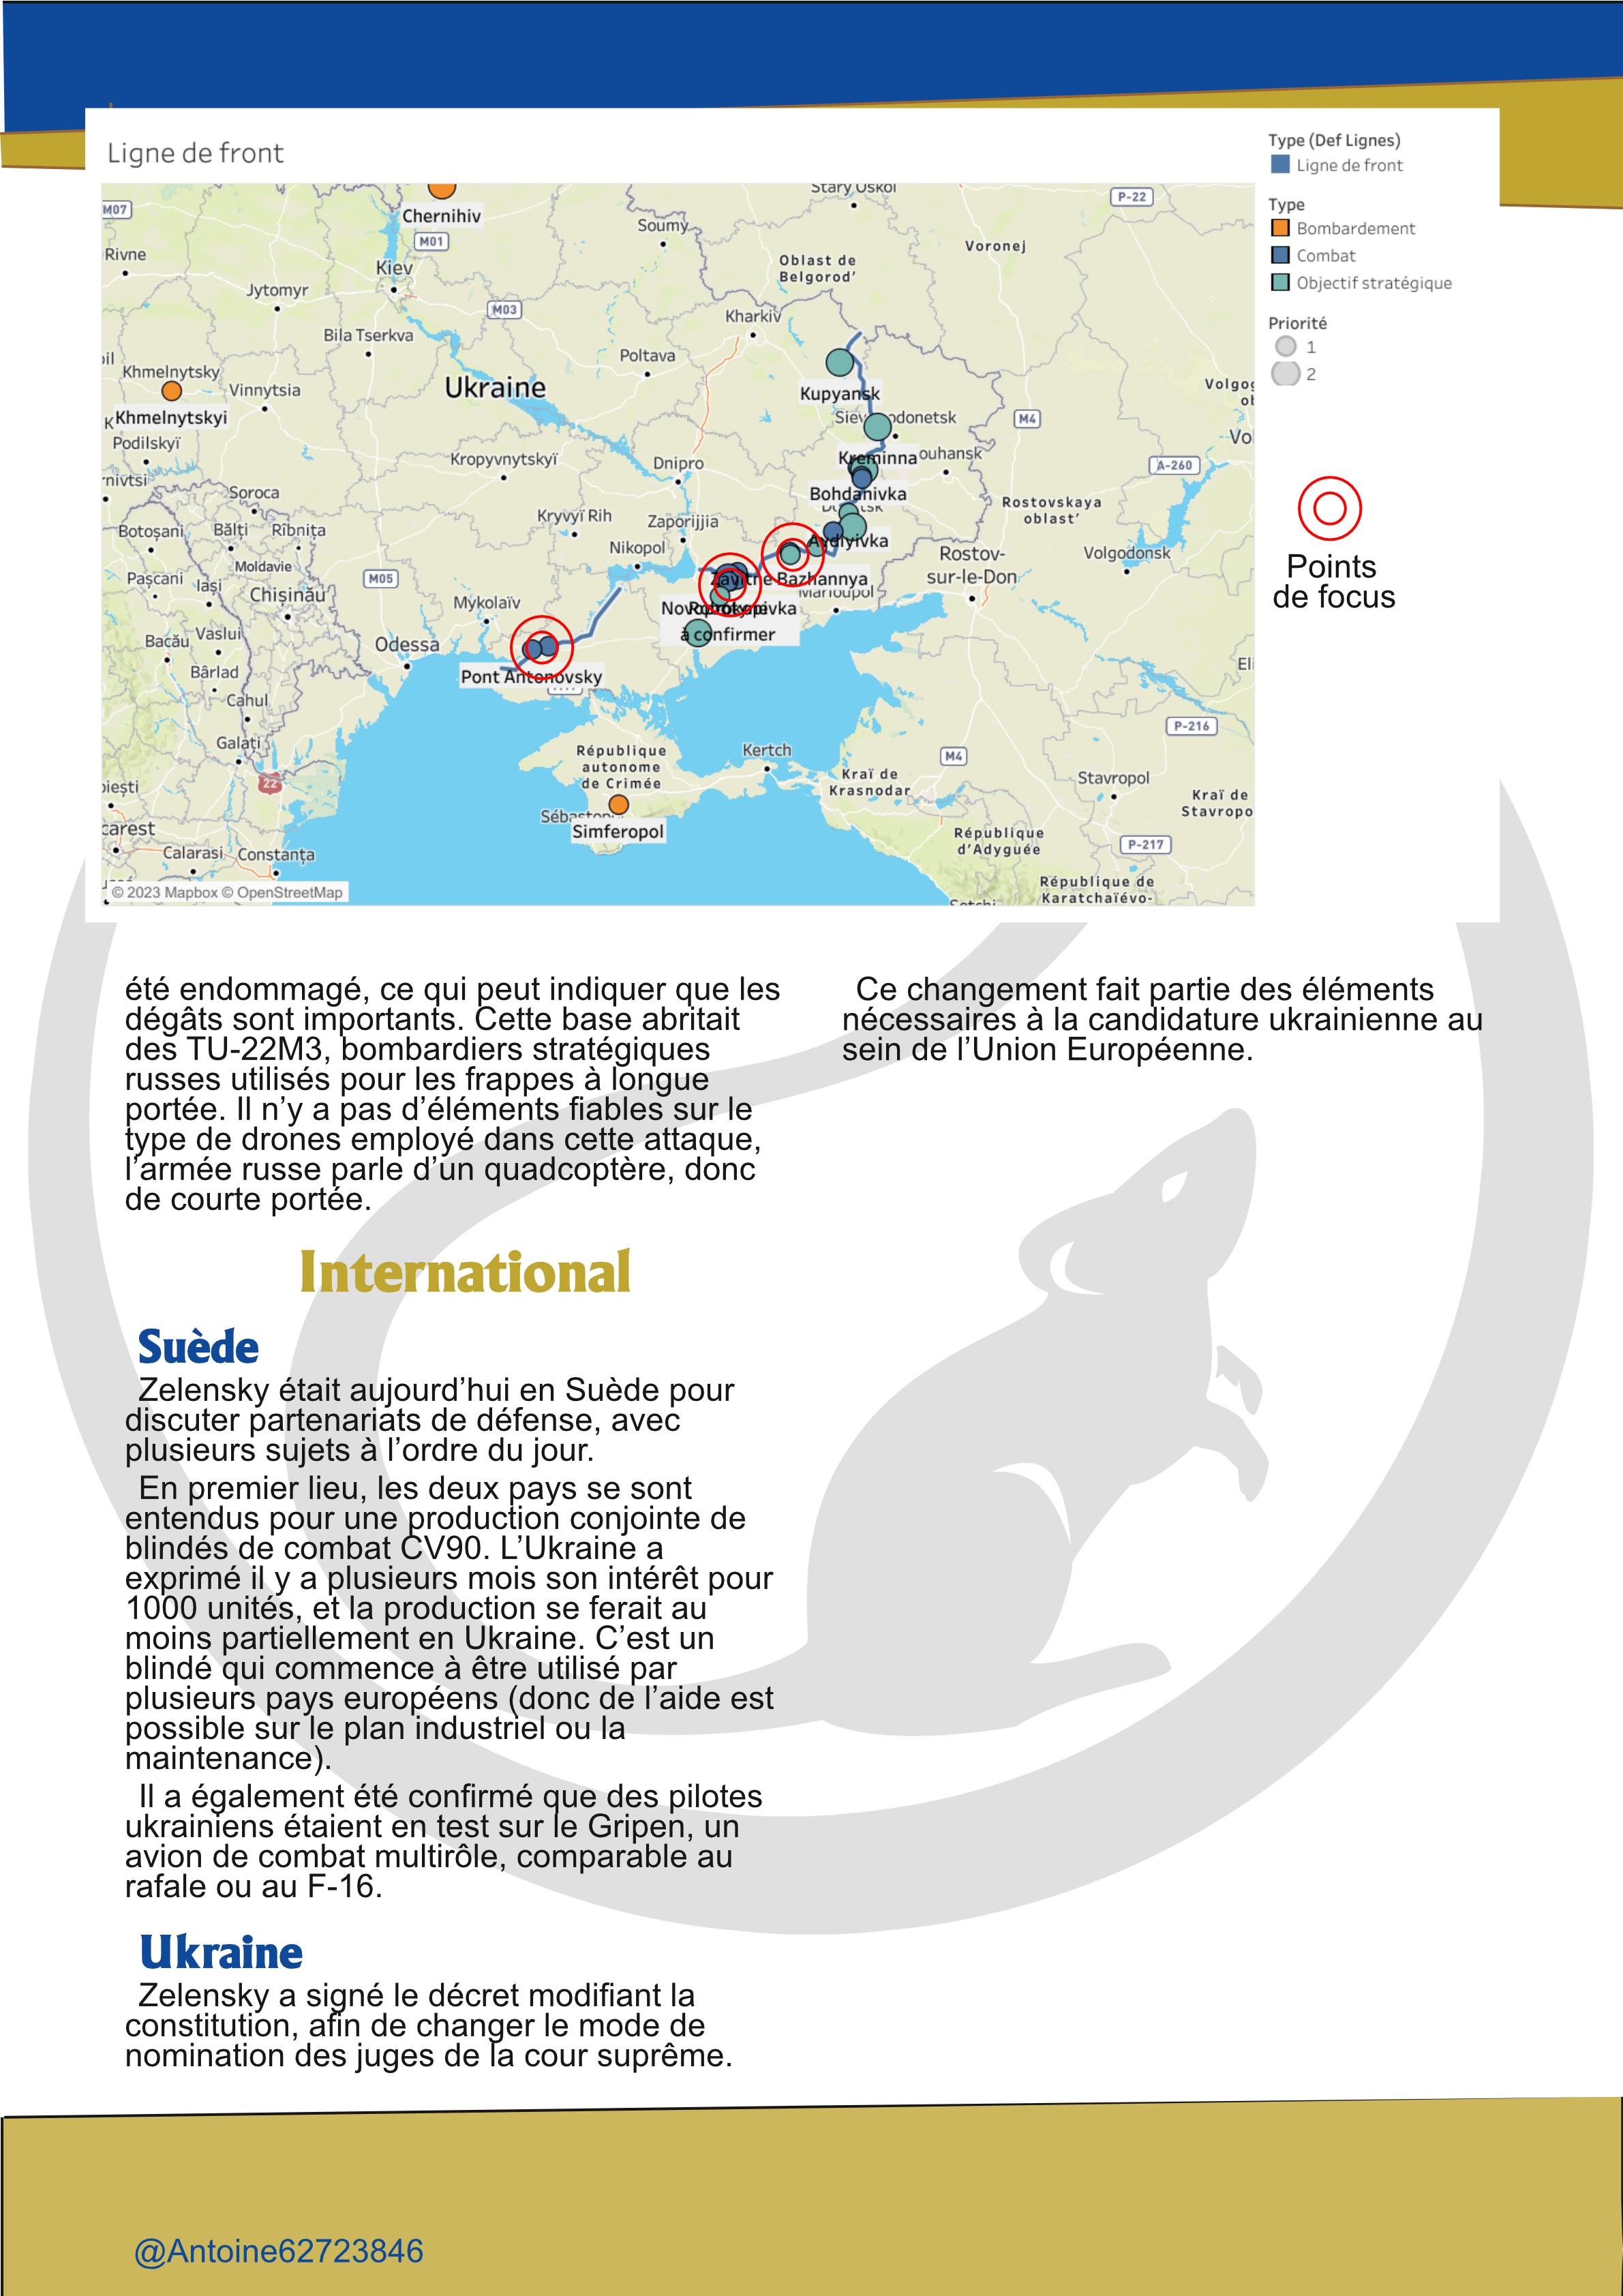 Ligne de front
Type (Def Lignes)
Ligne de front
Type
Bombardement
Combat
Objectif stratégique
Priorité
1
2
Points
de focus
Stary Oskol
P-22
M07
Chernihiv
Soumy
M01
Voronej
Rivne
Oblast de
Belgorod'
Kiev
Jytomyr
M03
Kharkiv
Bila Tserkva
Poltava
Khmelnytsky
Ukraine
Kupyansk
Vinnytsia
Khmelnytskyi
M4
Podilskyï
Kreminna
ouhansk
Kropyvnytskyï
Dnipro
A-260
Bohdanivka
Soroca
Rostovskaya
oblast'
Kryvyï Rih
Zaporijjia
Botoșani
Bălți
Rîbnița
Avdiyivka
Nikopol
Rostov-
sur-le-Don
Volgodonsk
Moldavie
Pașcani
Iași
M05
Zavitne Bazhannya
Chișinău
Marioupol
Mykolaïv
à confirmer
Bacău
Vaslui
Odessa
Bârlad
Pont Antonovsky
Cahul
P-216
Galați
République
autonome
de Crimée
Kertch
M4
22
Kraï de
Krasnodar
Stavropol
Kraï de
Stavropo
Simferopol
République
d'Adyguée
P-217
Calarasi
Constanța
République de
Karatchaïévo-
© 2023 Mapbox © OpenStreetMap
été endommagé, ce qui peut indiquer que les
dégâts sont importants. Cette base abritait
des TU-22M3, bombardiers stratégiques
russes utilisés pour les frappes à longue
portée. Il n’y a pas d’éléments fiables sur le
type de drones employé dans cette attaque,
l’armée russe parle d’un quadcoptère, donc
de courte portée.
International
Suède
Zelensky était aujourd’hui en Suède pour
discuter partenariats de défense, avec
plusieurs sujets à l’ordre du jour.
En premier lieu, les deux pays se sont
entendus pour une production conjointe de
blindés de combat CV90. L’Ukraine a
exprimé il y a plusieurs mois son intérêt pour
1000 unités, et la production se ferait au
moins partiellement en Ukraine. C’est un
blindé qui commence à être utilisé par
plusieurs pays européens (donc de l’aide est
possible sur le plan industriel ou la
maintenance).
Il a également été confirmé que des pilotes
ukrainiens étaient en test sur le Gripen, un
avion de combat multirôle, comparable au
rafale ou au F-16.
Ukraine
Zelensky a signé le décret modifiant la
constitution, afin de changer le mode de
nomination des juges de la cour suprême.
Ce changement fait partie des éléments
nécessaires à la candidature ukrainienne au
sein de l’Union Européenne.
@Antoine62723846